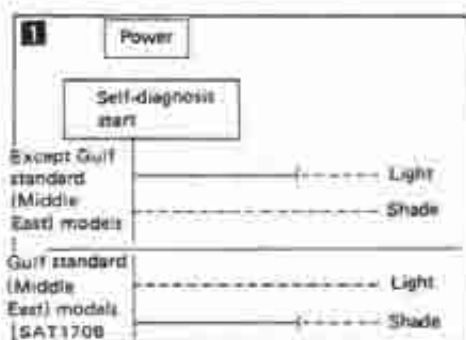 1
Power
Self-diagnosis
start
Except Gulf
standard
(Middle
East) models
Light
Shade
Gulf standard
(Middle
East) models
Light
Shade
[SAT170B